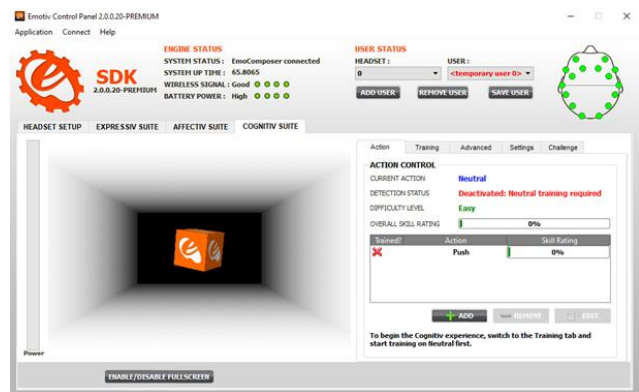 Emotiv Control Panel 2.0.0.20-PREMIUM
Application Connect Help
SDK
2.0.0.20-PREMIUM
ENGINE STATUS
SYSTEM STATUS : EmoComposer connected
SYSTEM UP TIME : 65.8065
WIRELESS SIGNAL : Good
BATTERY POWER : High
USER STATUS
HEADSET : USER :
0 <temporary user 0>
ADD USER REMOVE USER SAVE USER
HEADSET SETUP EXPRESSIV SUITE AFFECTIV SUITE COGNITIV SUITE
Power
ENABLE/DISABLE FULLSCREEN
Action Training Advanced Settings Challenge
ACTION CONTROL
CURRENT ACTION Neutral
DETECTION STATUS Deactivated: Neutral training required
DIFFICULTY LEVEL Easy
OVERALL SKILL RATING 0%
Trained? Action Skill Rating
Push 0%
ADD REMOVE EDIT
To begin the Cognitiv experience, switch to the Training tab and
start training on Neutral first.